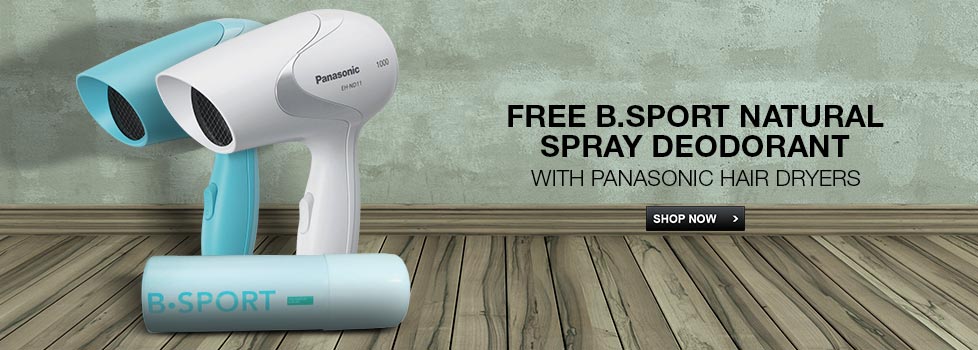 Panasonic
1000
EH-ND11
FREE B.SPORT NATURAL
SPRAY DEODORANT
WITH PANASONIC HAIR DRYERS
SHOP NOW >
B•SPORT